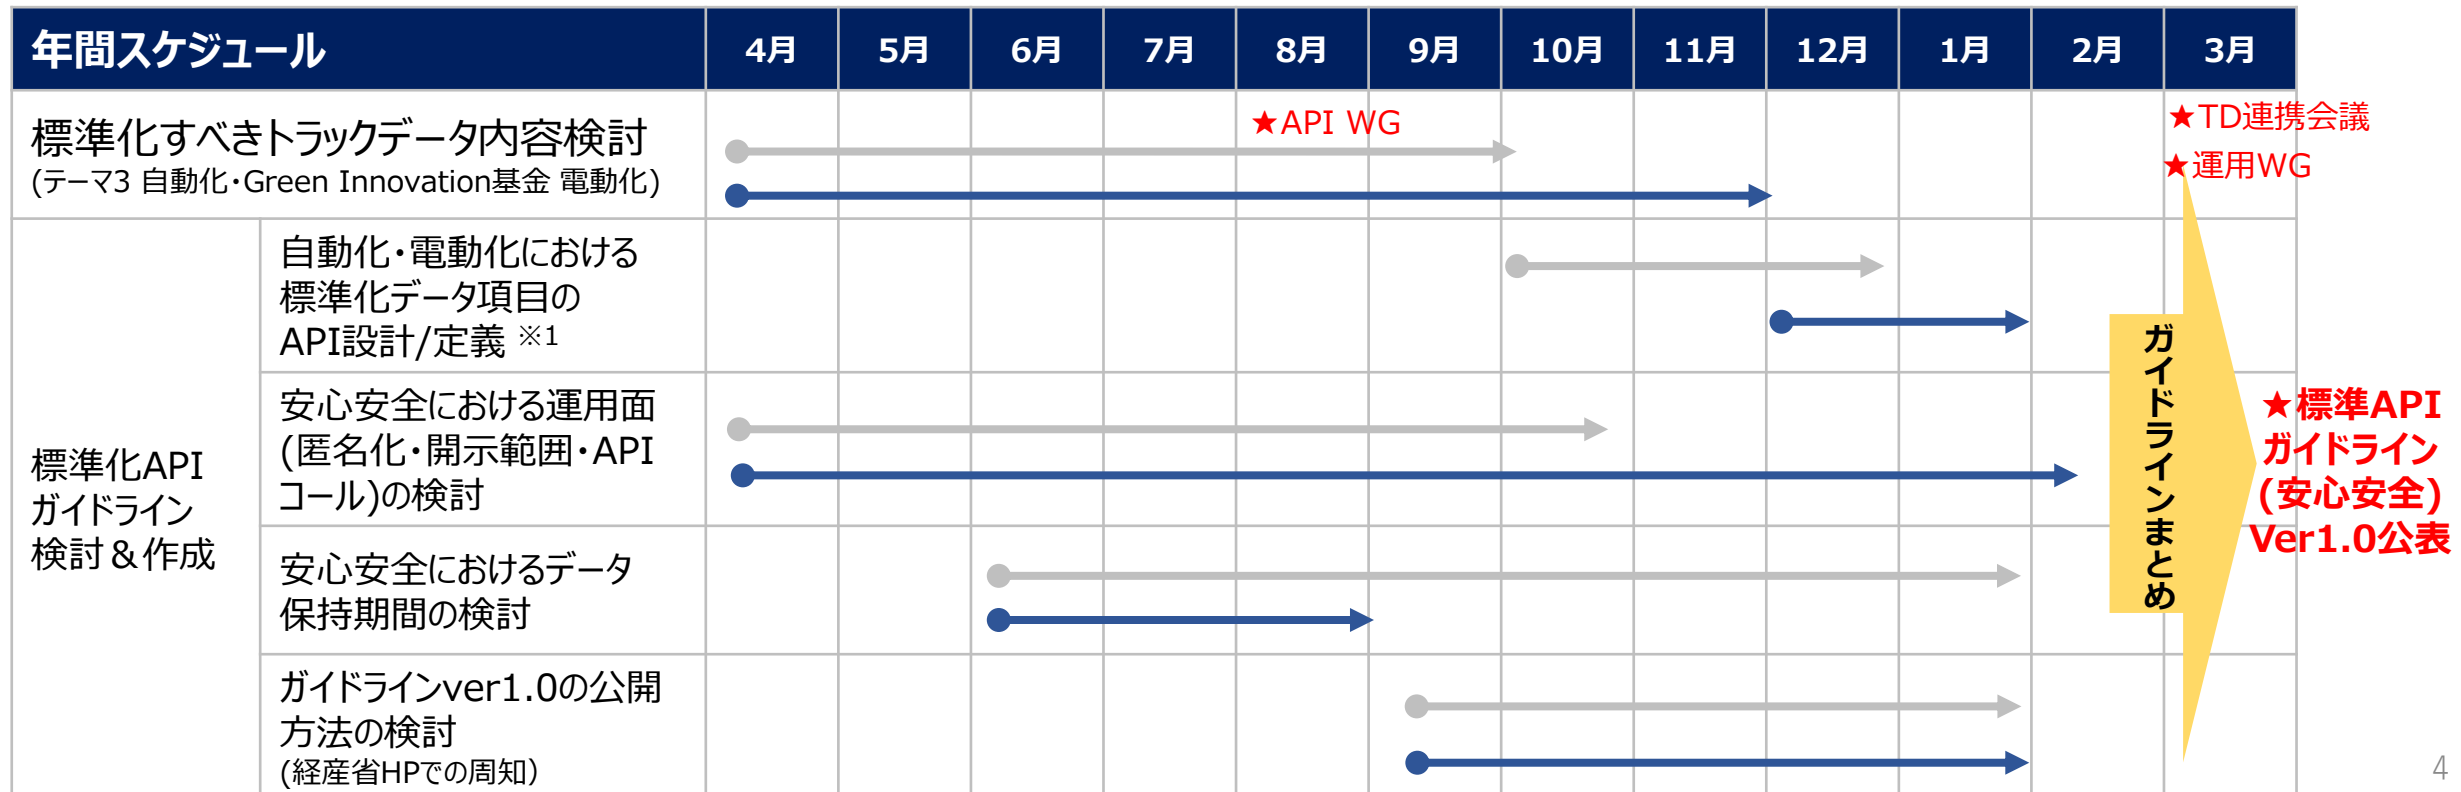 年間スケジュール 4月 5月 6月 7月 8月 9月 10月 11月 12月 1月 2月 3月
標準化すべきトラックデータ内容検討
(テーマ3 自動化・Green Innovation基金 電動化)
★API WG
★TD連携会議
★運用WG
標準化API
ガイドライン
検討＆作成
自動化・電動化における
標準化データ項目の
API設計/定義 ※1
安心安全における運用面
(匿名化・開示範囲・API
コール)の検討
安心安全におけるデータ
保持期間の検討
ガイドラインver1.0の公開
方法の検討
(経産省HPでの周知）
ガイドラインまとめ
★標準API
ガイドライン
(安心安全)
Ver1.0公表
4